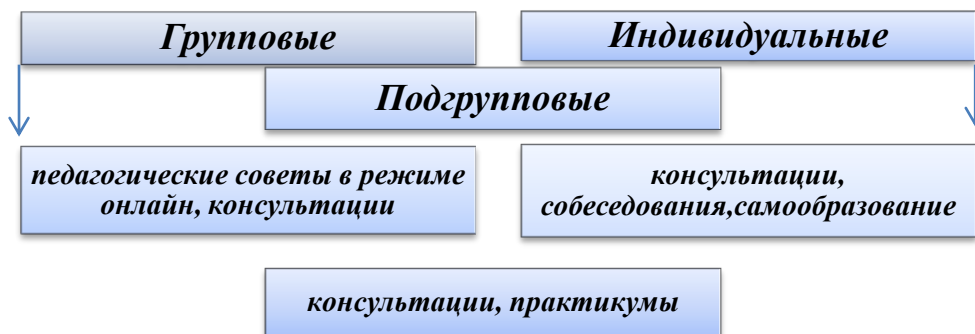 Групповые
Индивидуальные
Подгрупповые
педагогические советы в режиме
онлайн, консультации
консультации,
собеседования,самообразование
консультации, практикумы